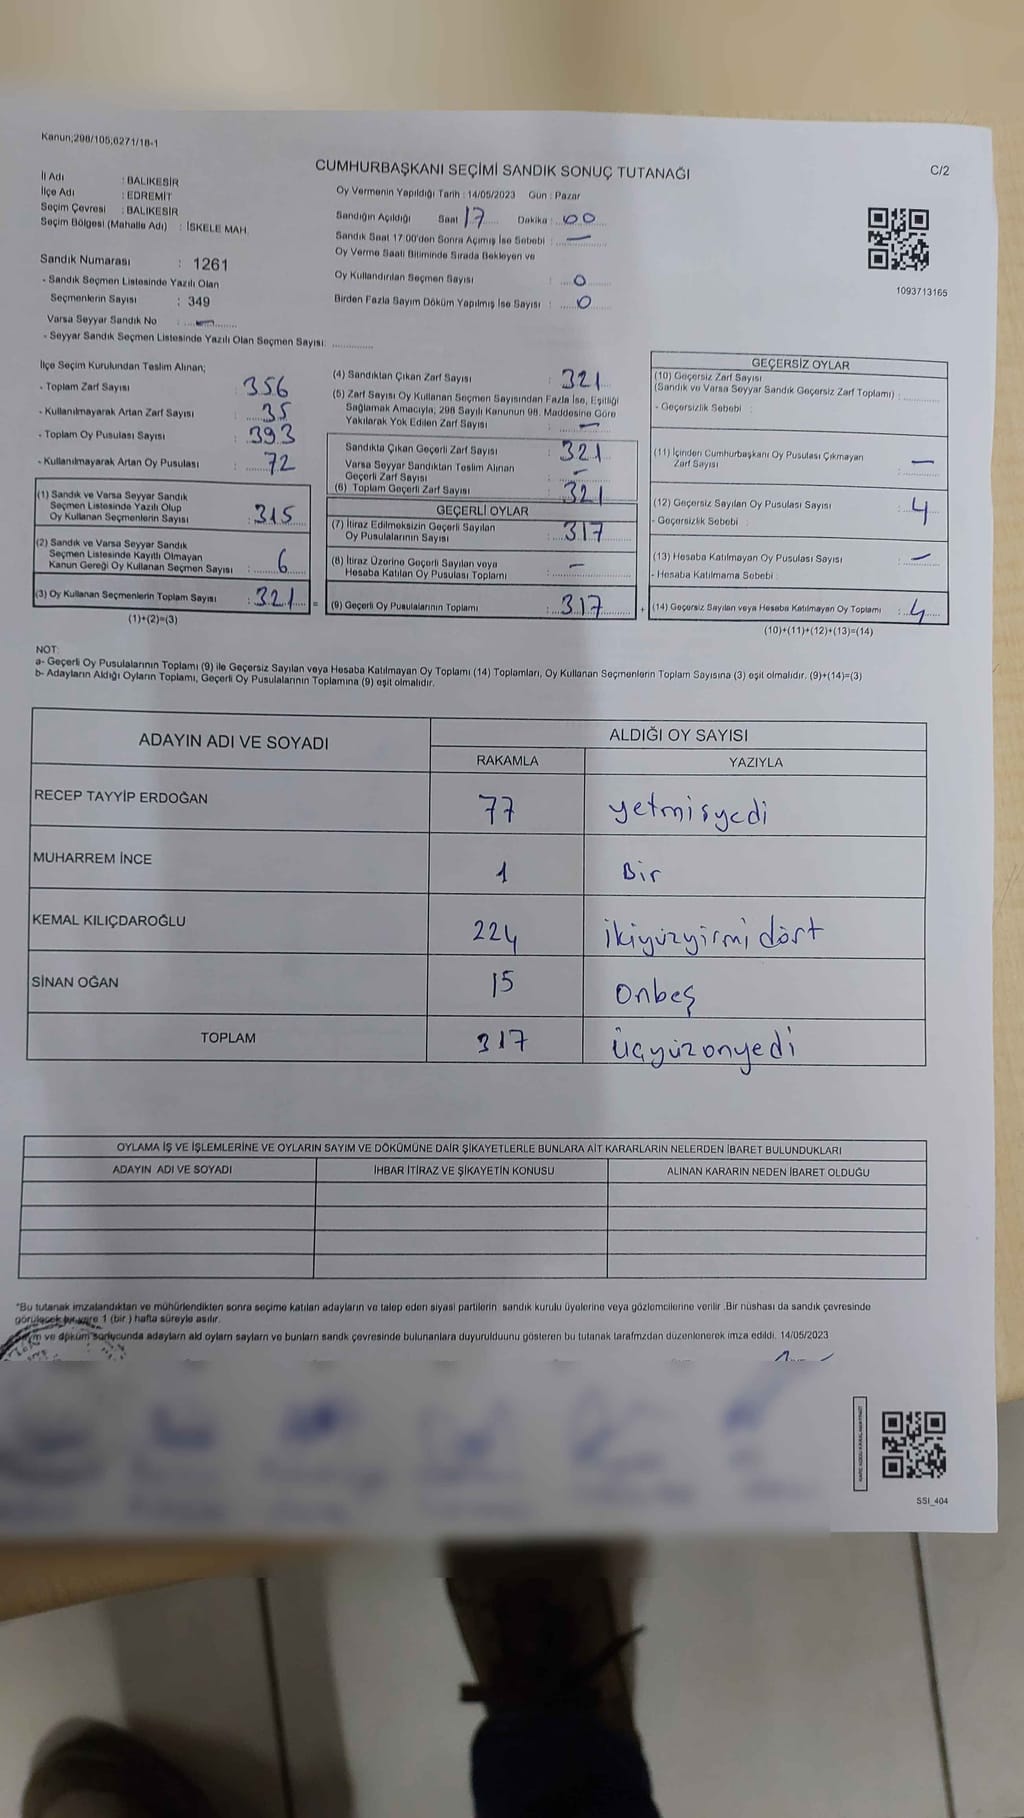 Kanun;298/105;6271/18-1
CUMHURBAŞKANI SEÇİMİ SANDIK SONUÇ TUTANAĞI
C/2
İl Adı : BALIKESİR
İlçe Adı : EDREMİT
Seçim Çevresi : BALIKESİR
Seçim Bölgesi (Mahalle Adı) : İSKELE MAH.
Sandık Numarası : 1261
- Sandık Seçmen Listesinde Yazılı Olan
Seçmenlerin Sayısı : 349
Varsa Seyyar Sandık No : —
- Seyyar Sandık Seçmen Listesinde Yazılı Olan Seçmen Sayısı:
Oy Vermenin Yapıldığı Tarih : 14/05/2023 Gün : Pazar
Sandığın Açıldığı Saat 17 Dakika : 00
Sandık Saat 17:00'den Sonra Açımış İse Sebebi : —
Oy Verme Saati Bitiminde Sırada Bekleyen ve
Oy Kullandırılan Seçmen Sayısı : 0
Birden Fazla Sayım Döküm Yapılmış İse Sayısı : 0
1093713165
İlçe Seçim Kurulundan Teslim Alınan;
- Toplam Zarf Sayısı : 356
- Kullanılmayarak Artan Zarf Sayısı : 35
- Toplam Oy Pusulası Sayısı : 393
- Kullanılmayarak Artan Oy Pusulası : 72
(1) Sandık ve Varsa Seyyar Sandık
Seçmen Listesinde Yazılı Olup
Oy Kullanan Seçmenlerin Sayısı : 315
(2) Sandık ve Varsa Seyyar Sandık
Seçmen Listesinde Kayıtlı Olmayan
Kanun Gereği Oy Kullanan Seçmen Sayısı : 6
(3) Oy Kullanan Seçmenlerin Toplam Sayısı : 321 =
(1)+(2)=(3)
(4) Sandıktan Çıkan Zarf Sayısı : 321
(5) Zarf Sayısı Oy Kullanan Seçmen Sayısından Fazla İse, Eşitliği
Sağlamak Amacıyla, 298 Sayılı Kanunun 98. Maddesine Göre
Yakılarak Yok Edilen Zarf Sayısı : —
Sandıkta Çıkan Geçerli Zarf Sayısı : 321
Varsa Seyyar Sandıktan Teslim Alınan
Geçerli Zarf Sayısı : —
(6) Toplam Geçerli Zarf Sayısı : 321
GEÇERLİ OYLAR
(7) İtiraz Edilmeksizin Geçerli Sayılan
Oy Pusulalarının Sayısı : 317
(8) İtiraz Üzerine Geçerli Sayılan veya
Hesaba Katılan Oy Pusulası Toplamı : —
(9) Geçerli Oy Pusulalarının Toplamı : 317 +
GEÇERSİZ OYLAR
(10) Geçersiz Zarf Sayısı
(Sandık ve Varsa Seyyar Sandık Geçersiz Zarf Toplamı) :
- Geçersizlik Sebebi :
(11) İçinden Cumhurbaşkanı Oy Pusulası Çıkmayan
Zarf Sayısı : —
(12) Geçersiz Sayılan Oy Pusulası Sayısı : 4
- Geçersizlik Sebebi :
(13) Hesaba Katılmayan Oy Pusulası Sayısı : —
- Hesaba Katılmama Sebebi :
(14) Geçersiz Sayılan veya Hesaba Katılmayan Oy Toplamı : 4
(10)+(11)+(12)+(13)=(14)
NOT:
a- Geçerli Oy Pusulalarının Toplamı (9) ile Geçersiz Sayılan veya Hesaba Katılmayan Oy Toplamı (14) Toplamları, Oy Kullanan Seçmenlerin Toplam Sayısına (3) eşit olmalıdır. (9)+(14)=(3)
b- Adayların Aldığı Oyların Toplamı, Geçerli Oy Pusulalarının Toplamına (9) eşit olmalıdır.
ADAYIN ADI VE SOYADI
ALDIĞI OY SAYISI
RAKAMLA YAZIYLA
RECEP TAYYİP ERDOĞAN 77 yetmişyedi
MUHARREM İNCE 1 Bir
KEMAL KILIÇDAROĞLU 224 ikiyüzyirmi dört
SİNAN OĞAN 15 Onbeş
TOPLAM 317 Üçyüzonyedi
OYLAMA İŞ VE İŞLEMLERİNE VE OYLARIN SAYIM VE DÖKÜMÜNE DAİR ŞİKAYETLERLE BUNLARA AİT KARARLARIN NELERDEN İBARET BULUNDUKLARI
ADAYIN ADI VE SOYADI İHBAR İTİRAZ VE ŞİKAYETİN KONUSU ALINAN KARARIN NEDEN İBARET OLDUĞU
*Bu tutanak imzalandıktan ve mühürlendikten sonra seçime katılan adayların ve talep eden siyasi partilerin sandık kurulu üyelerine veya gözlemcilerine verilir .Bir nüshası da sandık çevresinde
görülecek bir yere 1 (bir ) hafta süreyle asılır.
ve döküm sonucunda adayların ald oylarn saylarn ve bunların sandk çevresinde bulunanlara duyurulduunu gösteren bu tutanak tarafmzdan düzenlenerek imza edildi. 14/05/2023
SSI_404